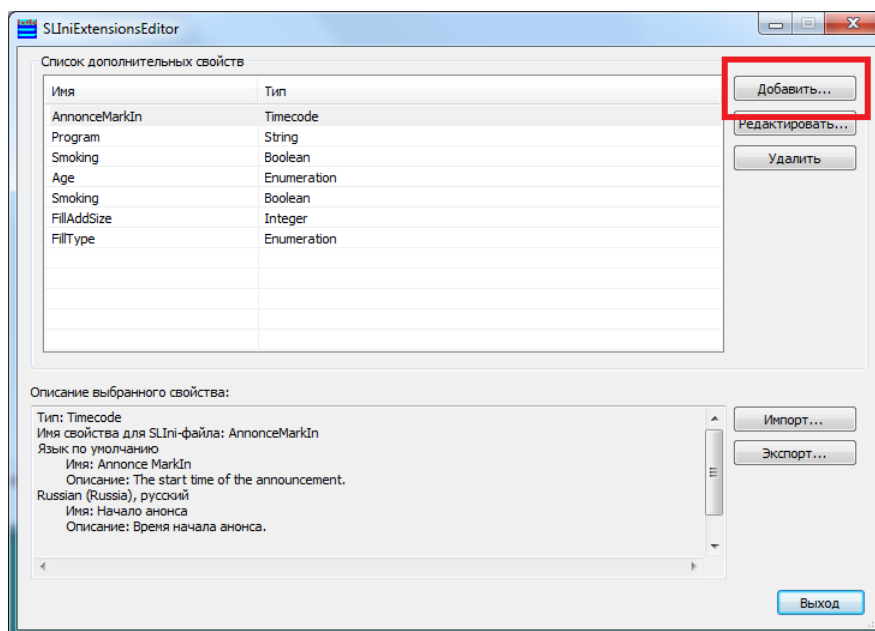 SLIniExtensionsEditor
Список дополнительных свойств
Имя Тип
AnnonceMarkIn Timecode
Program String
Smoking Boolean
Age Enumeration
Smoking Boolean
FillAddSize Integer
FillType Enumeration
Добавить...
Редактировать...
Удалить
Описание выбранного свойства:
Тип: Timecode
Имя свойства для SLIni-файла: AnnonceMarkIn
Язык по умолчанию
Имя: Annonce MarkIn
Описание: The start time of the announcement.
Russian (Russia), русский
Имя: Начало анонса
Описание: Время начала анонса.
Импорт...
Экспорт...
Выход